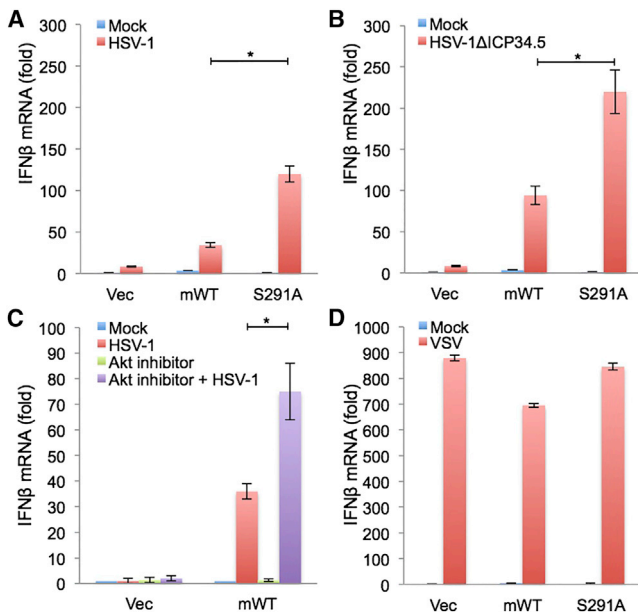 A
Mock
HSV-1
*
IFNβ mRNA (fold)
300
250
200
150
100
50
0
Vec
mWT
S291A
B
Mock
HSV-1ΔICP34.5
*
IFNβ mRNA (fold)
300
250
200
150
100
50
0
Vec
mWT
S291A
C
Mock
HSV-1
Akt inhibitor
Akt inhibitor + HSV-1
*
IFNβ mRNA (fold)
100
90
80
70
60
50
40
30
20
10
0
Vec
mWT
D
Mock
VSV
IFNβ mRNA (fold)
1000
900
800
700
600
500
400
300
200
100
0
Vec
mWT
S291A